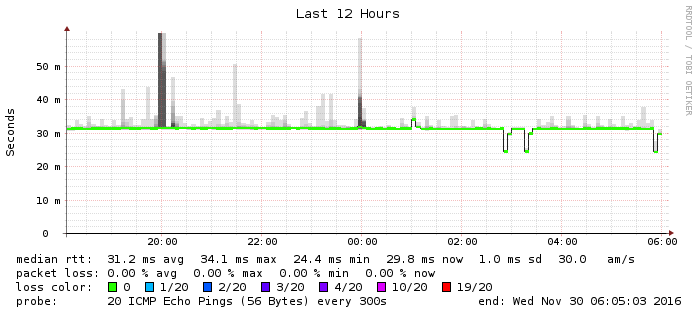 Last 12 Hours
RRDTOOL / TOBI OETIKER
Seconds
50 m
40 m
30 m
20 m
10 m
0
20:00 22:00 00:00 02:00 04:00 06:00
median rtt: 31.2 ms avg 34.1 ms max 24.4 ms min 29.8 ms now 1.0 ms sd 30.0 am/s
packet loss: 0.00 % avg 0.00 % max 0.00 % min 0.00 % now
loss color: 0 1/20 2/20 3/20 4/20 10/20 19/20
probe: 20 ICMP Echo Pings (56 Bytes) every 300s end: Wed Nov 30 06:05:03 2016